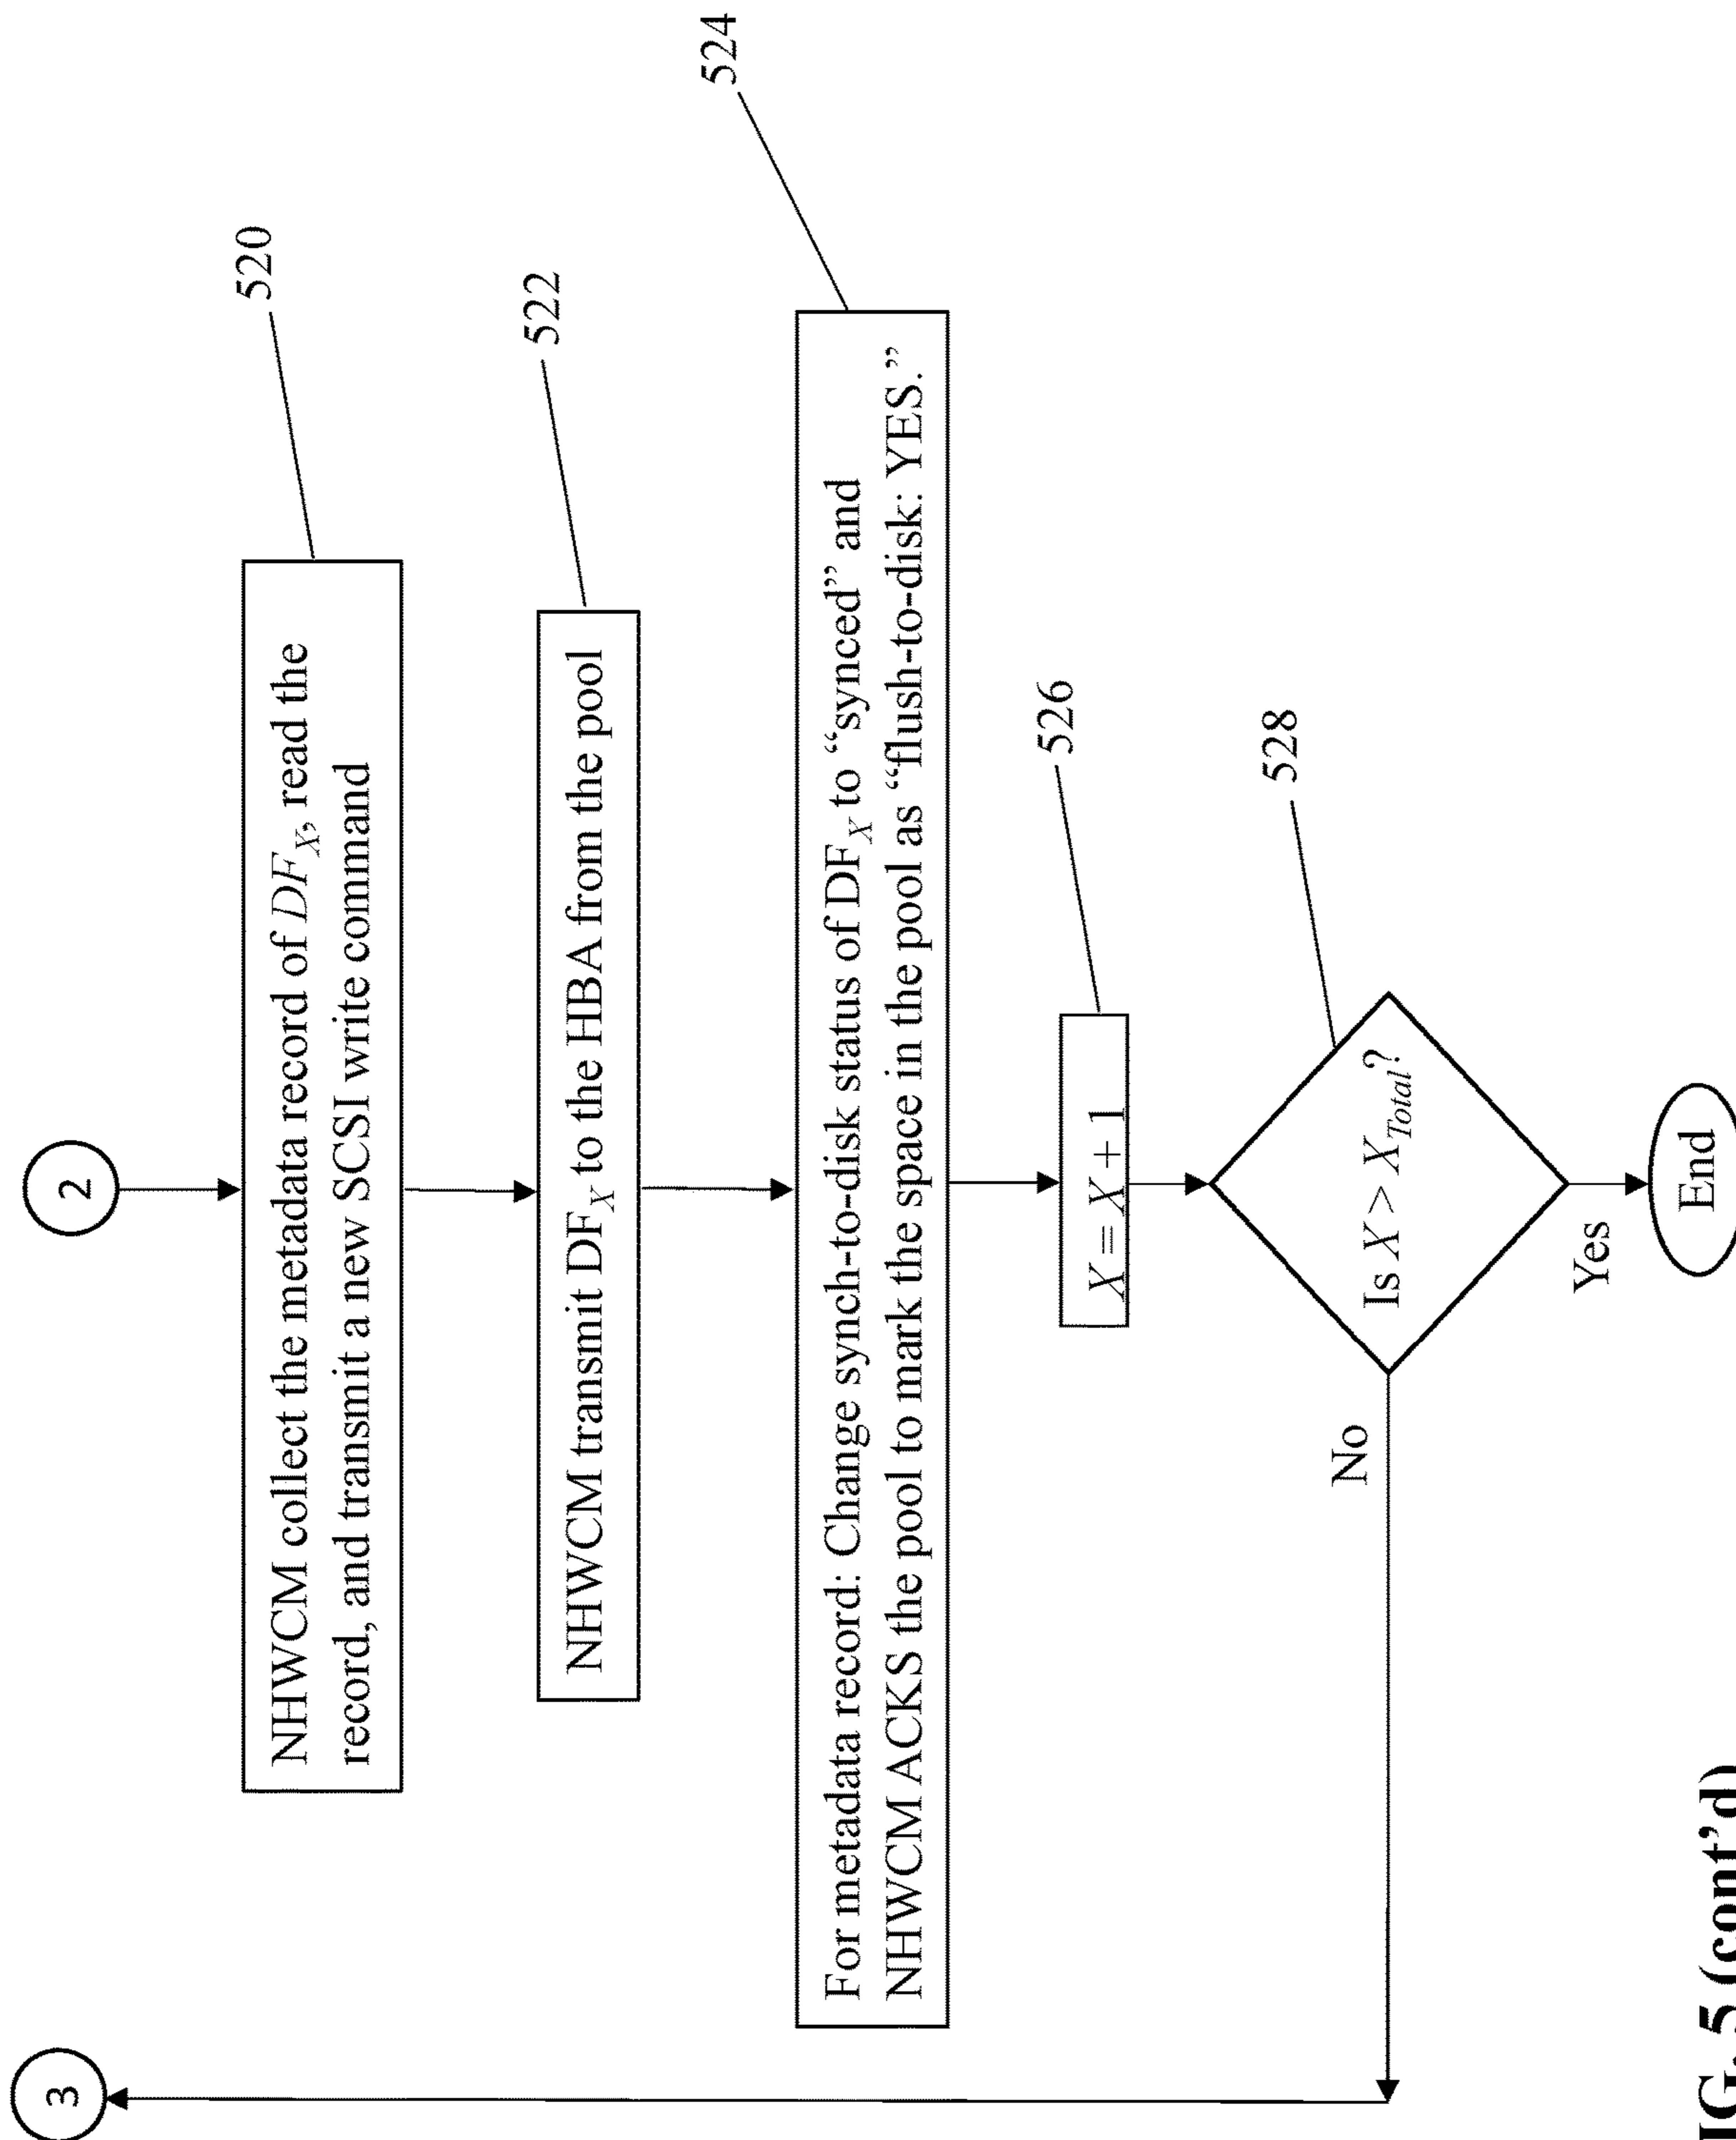 2
520
NHWCM collect the metadata record of DF_X, read the
record, and transmit a new SCSI write command
522
NHWCM transmit DF_X to the HBA from the pool
524
For metadata record: Change synch-to-disk status of DF_X to “synced” and
NHWCM ACKS the pool to mark the space in the pool as “flush-to-disk: YES.”
526
X = X + 1
528
Is X > X_Total?
No
3
Yes
End
IG. 5 (cont’d)